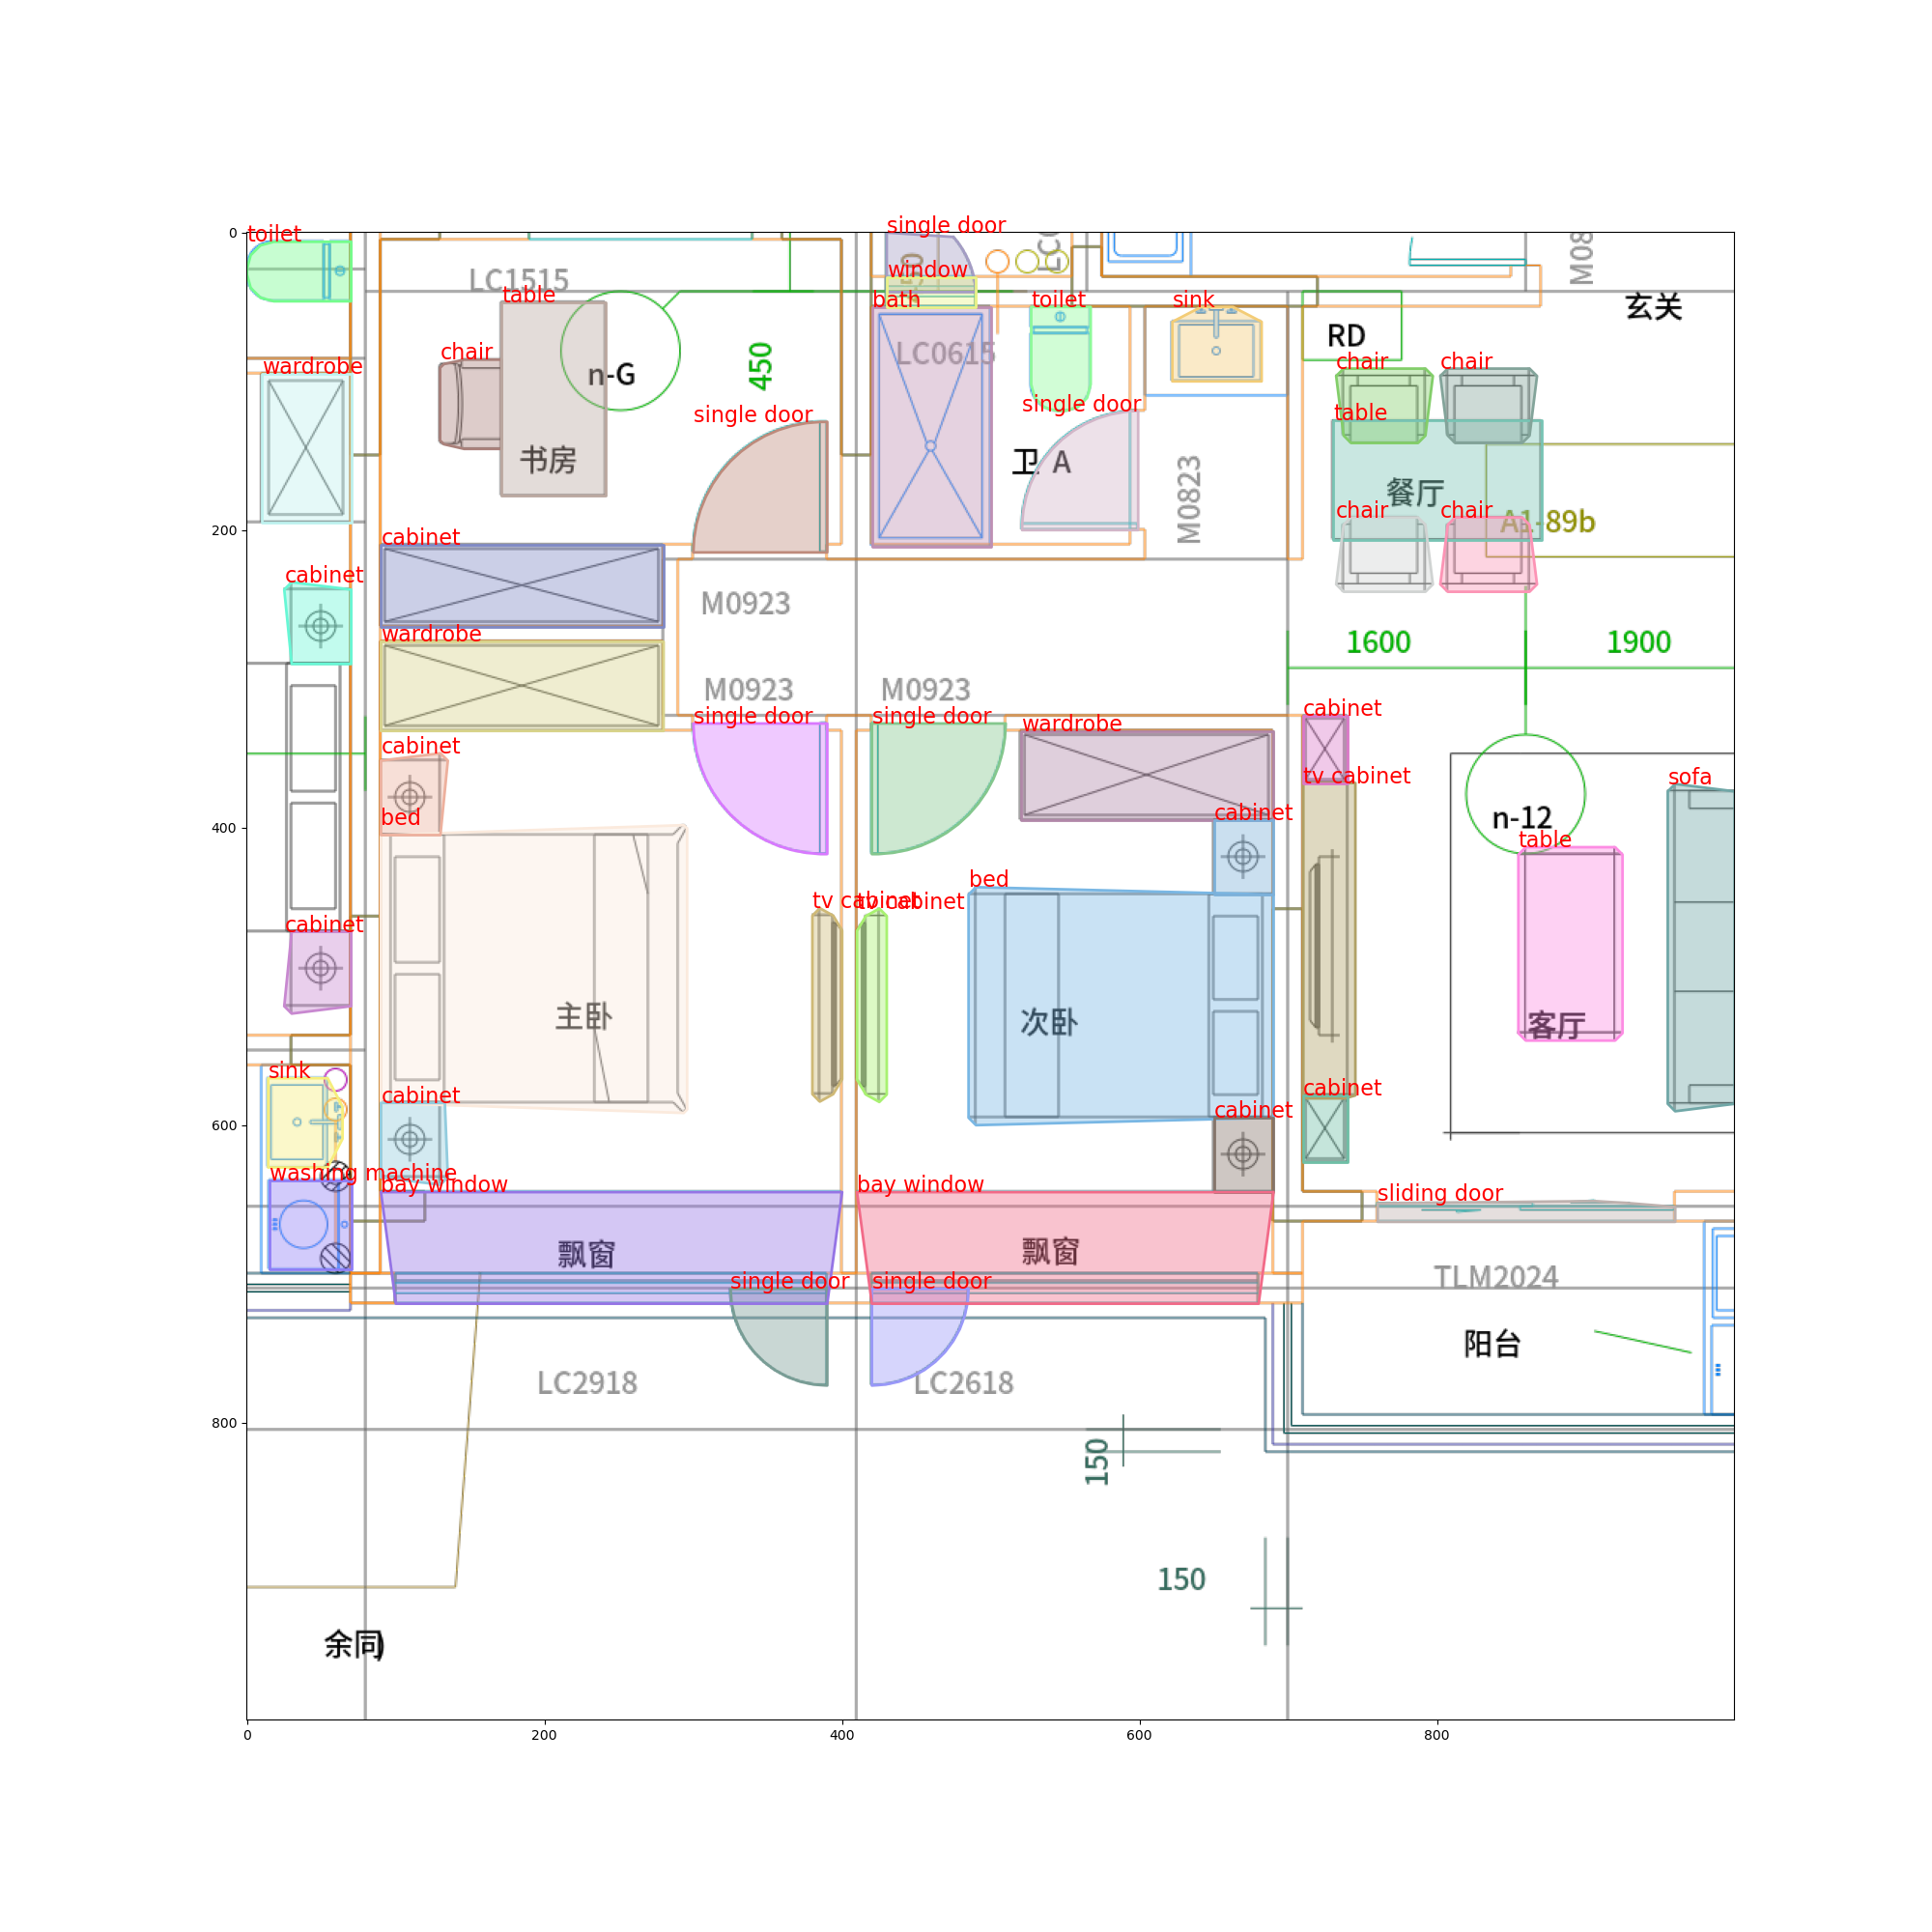 single door
toilet
0
LC1515
window
M08
玄关
table
bath
toilet
sink
RD
chair
450
LC0615
chair
chair
wardrobe
n-G
single door
single door
table
书房
卫 A
M0823
餐厅
chair
chair
A1-89b
200
cabinet
cabinet
M0923
wardrobe
1600
1900
M0923
M0923
cabinet
single door
single door
wardrobe
cabinet
tv cabinet
sofa
bed
cabinet
n-12
400
table
bed
tv cabinet
tv cabinet
cabinet
主卧
次卧
客厅
sink
cabinet
cabinet
cabinet
600
washing machine
bay window
bay window
sliding door
飘窗
飘窗
single door
single door
TLM2024
阳台
LC2918
LC2618
800
150
150
余同)
0
200
400
600
800